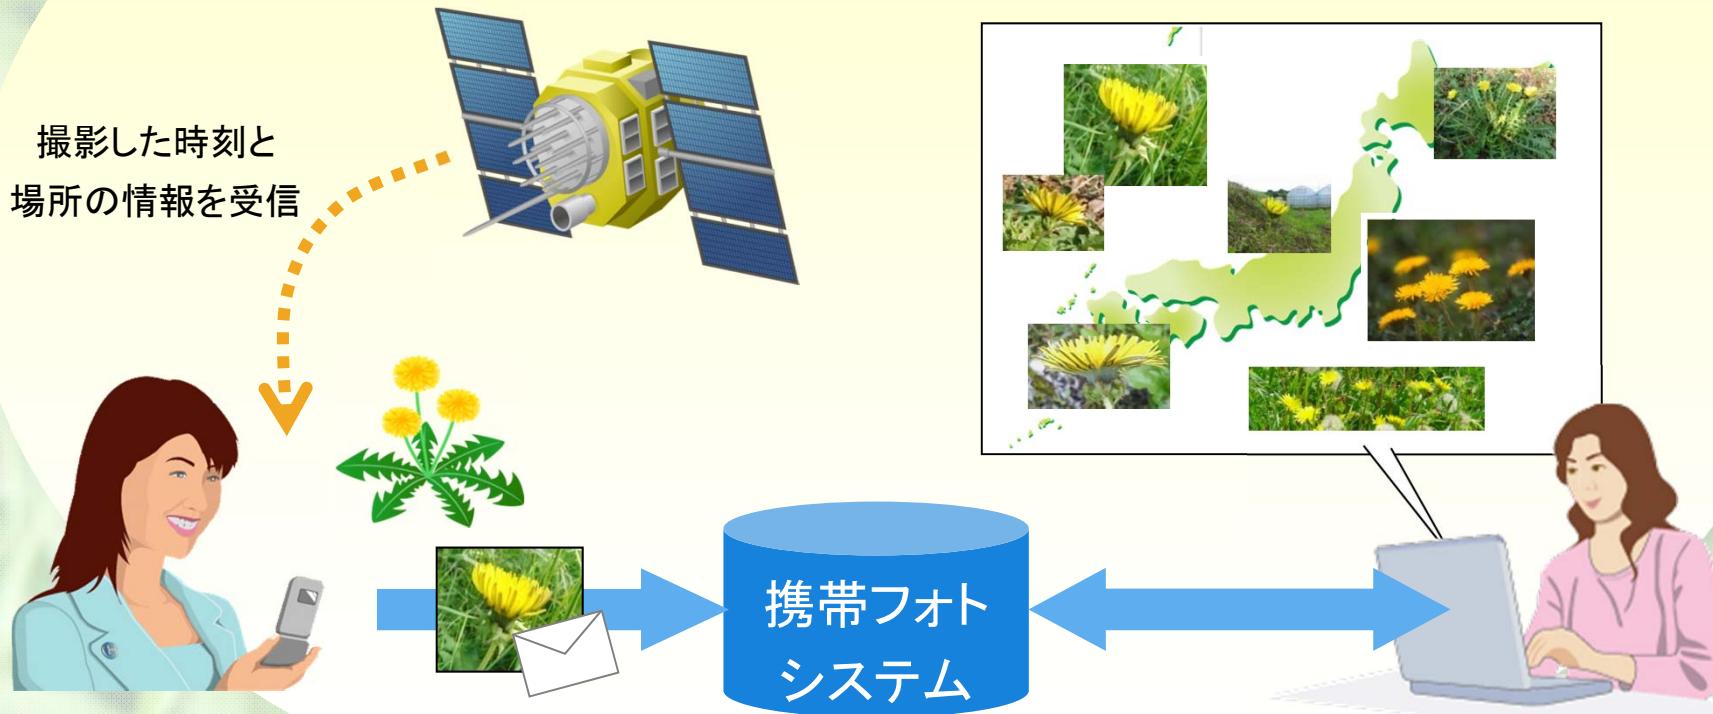 撮影した時刻と
場所の情報を受信
携帯フォト
システム